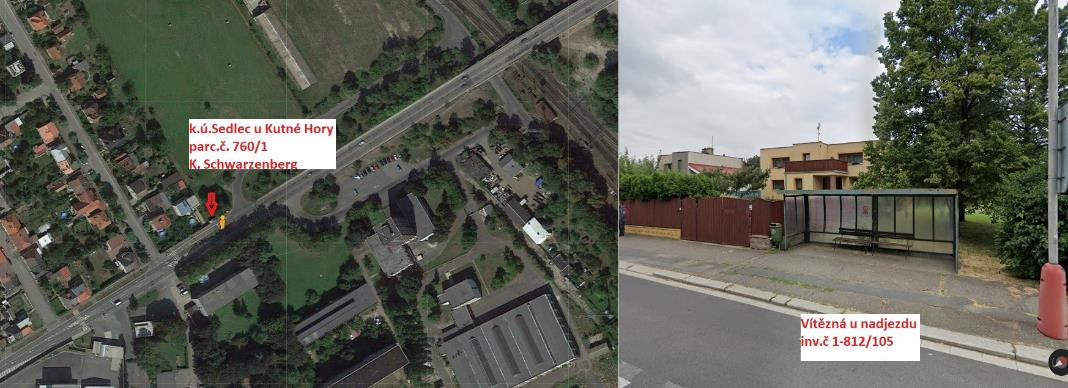 k.ú.Sedlec u Kutné Hory
parc.č. 760/1
K. Schwarzenberg
Vítězná u nadjezdu
inv.č 1-812/105